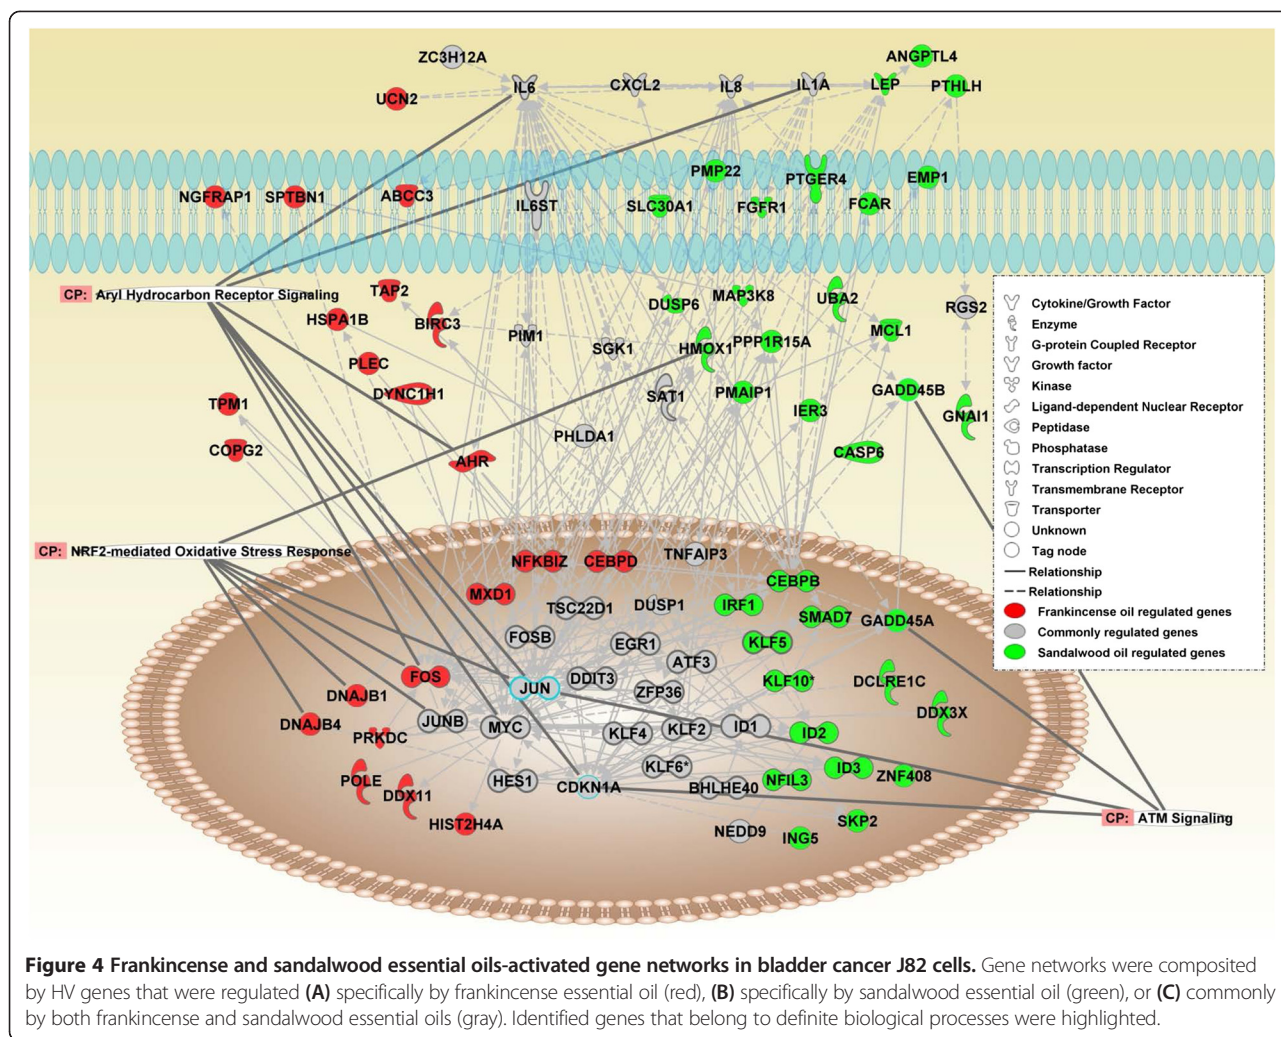 ZC3H12A
ANGPTL4
UCN2
IL6
CXCL2
IL8
IL1A
LEP
PTHLH
NGFRAP1
SPTBN1
ABCC3
IL6ST
SLC30A1
PMP22
FGFR1
PTGER4
FCAR
EMP1
CP: Aryl Hydrocarbon Receptor Signaling
TAP2
HSPA1B
BIRC3
PIM1
SGK1
DUSP6
MAP3K8
UBA2
HMOX1
PPP1R15A
MCL1
RGS2
PLEC
DYNC1H1
SAT1
PMAIP1
IER3
GADD45B
GNAI1
TPM1
COPG2
AHR
PHLDA1
CASP6
Cytokine/Growth Factor
Enzyme
G-protein Coupled Receptor
Growth factor
Kinase
Ligand-dependent Nuclear Receptor
Peptidase
Phosphatase
Transcription Regulator
Transmembrane Receptor
Transporter
Unknown
Tag node
Relationship
Relationship
Frankincense oil regulated genes
Commonly regulated genes
Sandalwood oil regulated genes
CP: NRF2-mediated Oxidative Stress Response
NFKBIZ
CEBPD
TNFAIP3
CEBPB
MXD1
TSC22D1
DUSP1
IRF1
SMAD7
GADD45A
FOSB
EGR1
KLF5
ATF3
FOS
JUN
DDIT3
ZFP36
KLF10*
DCLRE1C
DNAJB1
DNAJB4
JUNB
MYC
KLF4
KLF2
ID1
ID2
DDX3X
PRKDC
POLE
DDX11
HES1
CDKN1A
KLF6*
BHLHE40
NFIL3
ID3
ZNF408
HIST2H4A
NEDD9
ING5
SKP2
CP: ATM Signaling
Figure 4 Frankincense and sandalwood essential oils-activated gene networks in bladder cancer J82 cells. Gene networks were composited
by HV genes that were regulated (A) specifically by frankincense essential oil (red), (B) specifically by sandalwood essential oil (green), or (C) commonly
by both frankincense and sandalwood essential oils (gray). Identified genes that belong to definite biological processes were highlighted.